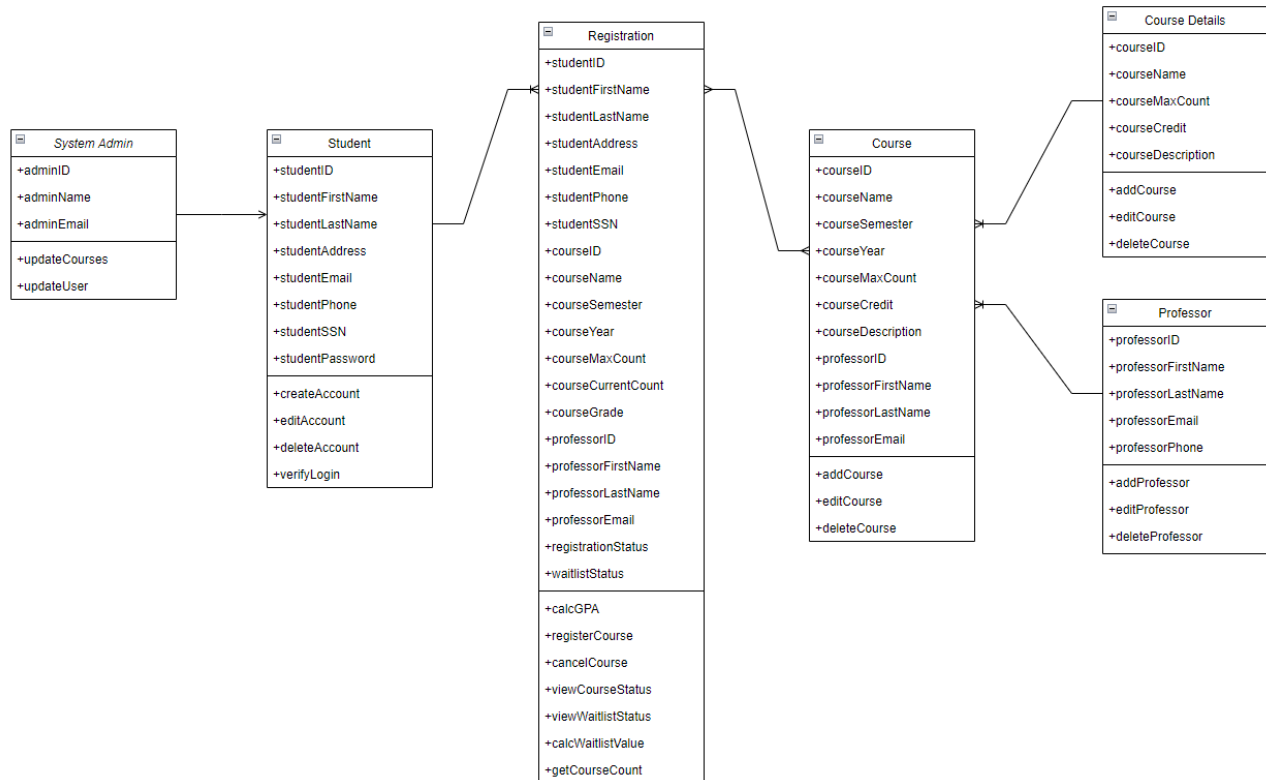 System Admin
+adminID
+adminName
+adminEmail
+updateCourses
+updateUser
Student
+studentID
+studentFirstName
+studentLastName
+studentAddress
+studentEmail
+studentPhone
+studentSSN
+studentPassword
+createAccount
+editAccount
+deleteAccount
+verifyLogin
Registration
+studentID
+studentFirstName
+studentLastName
+studentAddress
+studentEmail
+studentPhone
+studentSSN
+courseID
+courseName
+courseSemester
+courseYear
+courseMaxCount
+courseCurrentCount
+courseGrade
+professorID
+professorFirstName
+professorLastName
+professorEmail
+registrationStatus
+waitlistStatus
+calcGPA
+registerCourse
+cancelCourse
+viewCourseStatus
+viewWaitlistStatus
+calcWaitlistValue
+getCourseCount
Course
+courseID
+courseName
+courseSemester
+courseYear
+courseMaxCount
+courseCredit
+courseDescription
+professorID
+professorFirstName
+professorLastName
+professorEmail
+addCourse
+editCourse
+deleteCourse
Course Details
+courseID
+courseName
+courseMaxCount
+courseCredit
+courseDescription
+addCourse
+editCourse
+deleteCourse
Professor
+professorID
+professorFirstName
+professorLastName
+professorEmail
+professorPhone
+addProfessor
+editProfessor
+deleteProfessor